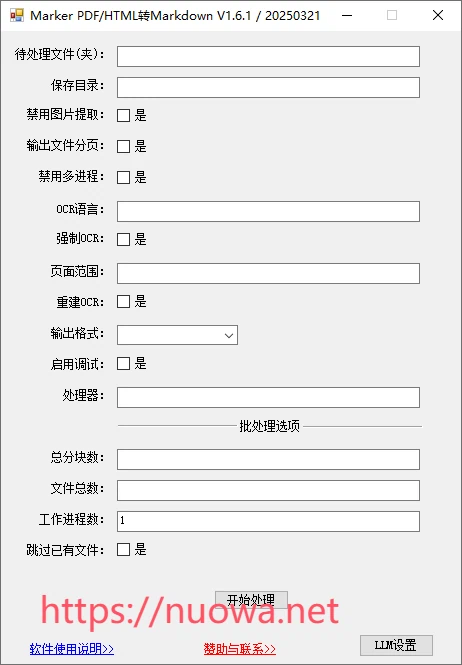 Marker PDF/HTML转Markdown V1.6.1 / 20250321
待处理文件(夹):
保存目录:
禁用图片提取: 是
输出文件分页: 是
禁用多进程: 是
OCR语言:
强制OCR: 是
页面范围:
重建OCR: 是
输出格式:
启用调试: 是
处理器:
批处理选项
总分块数:
文件总数:
工作进程数: 1
跳过已有文件: 是
开始处理
https://nuowa.net
软件使用说明>> 赞助与联系>> LLM设置